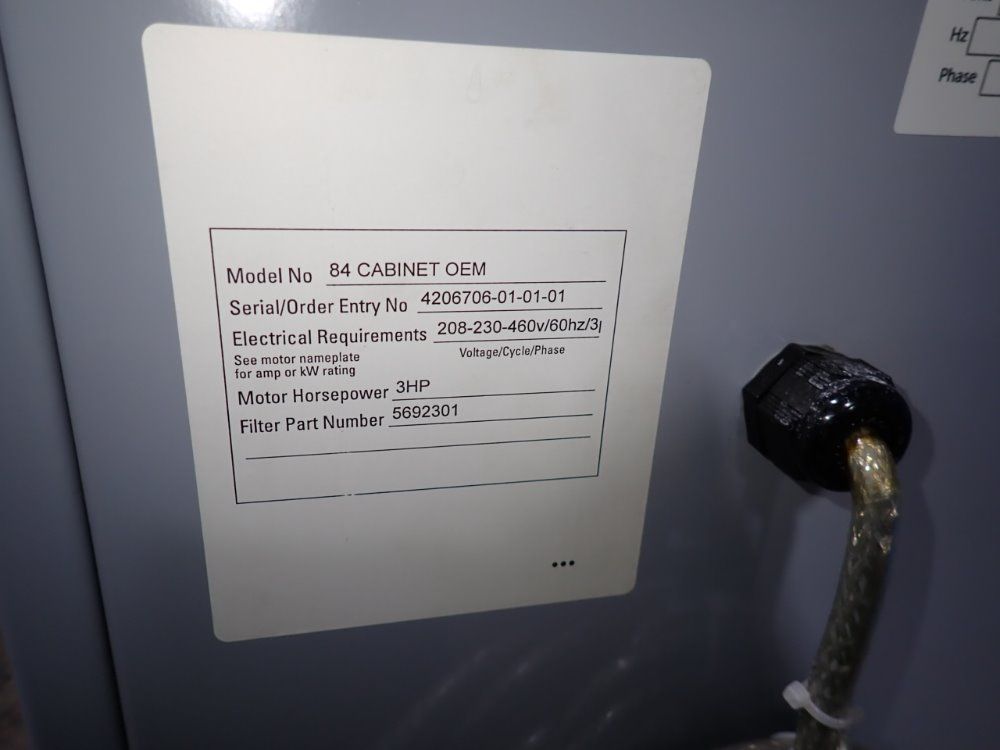 Hz
Phase
Model No 84 CABINET OEM
Serial/Order Entry No 4206706-01-01-01
Electrical Requirements 208-230-460v/60hz/3
See motor nameplate
for amp or kW rating
Voltage/Cycle/Phase
Motor Horsepower 3HP
Filter Part Number 5692301